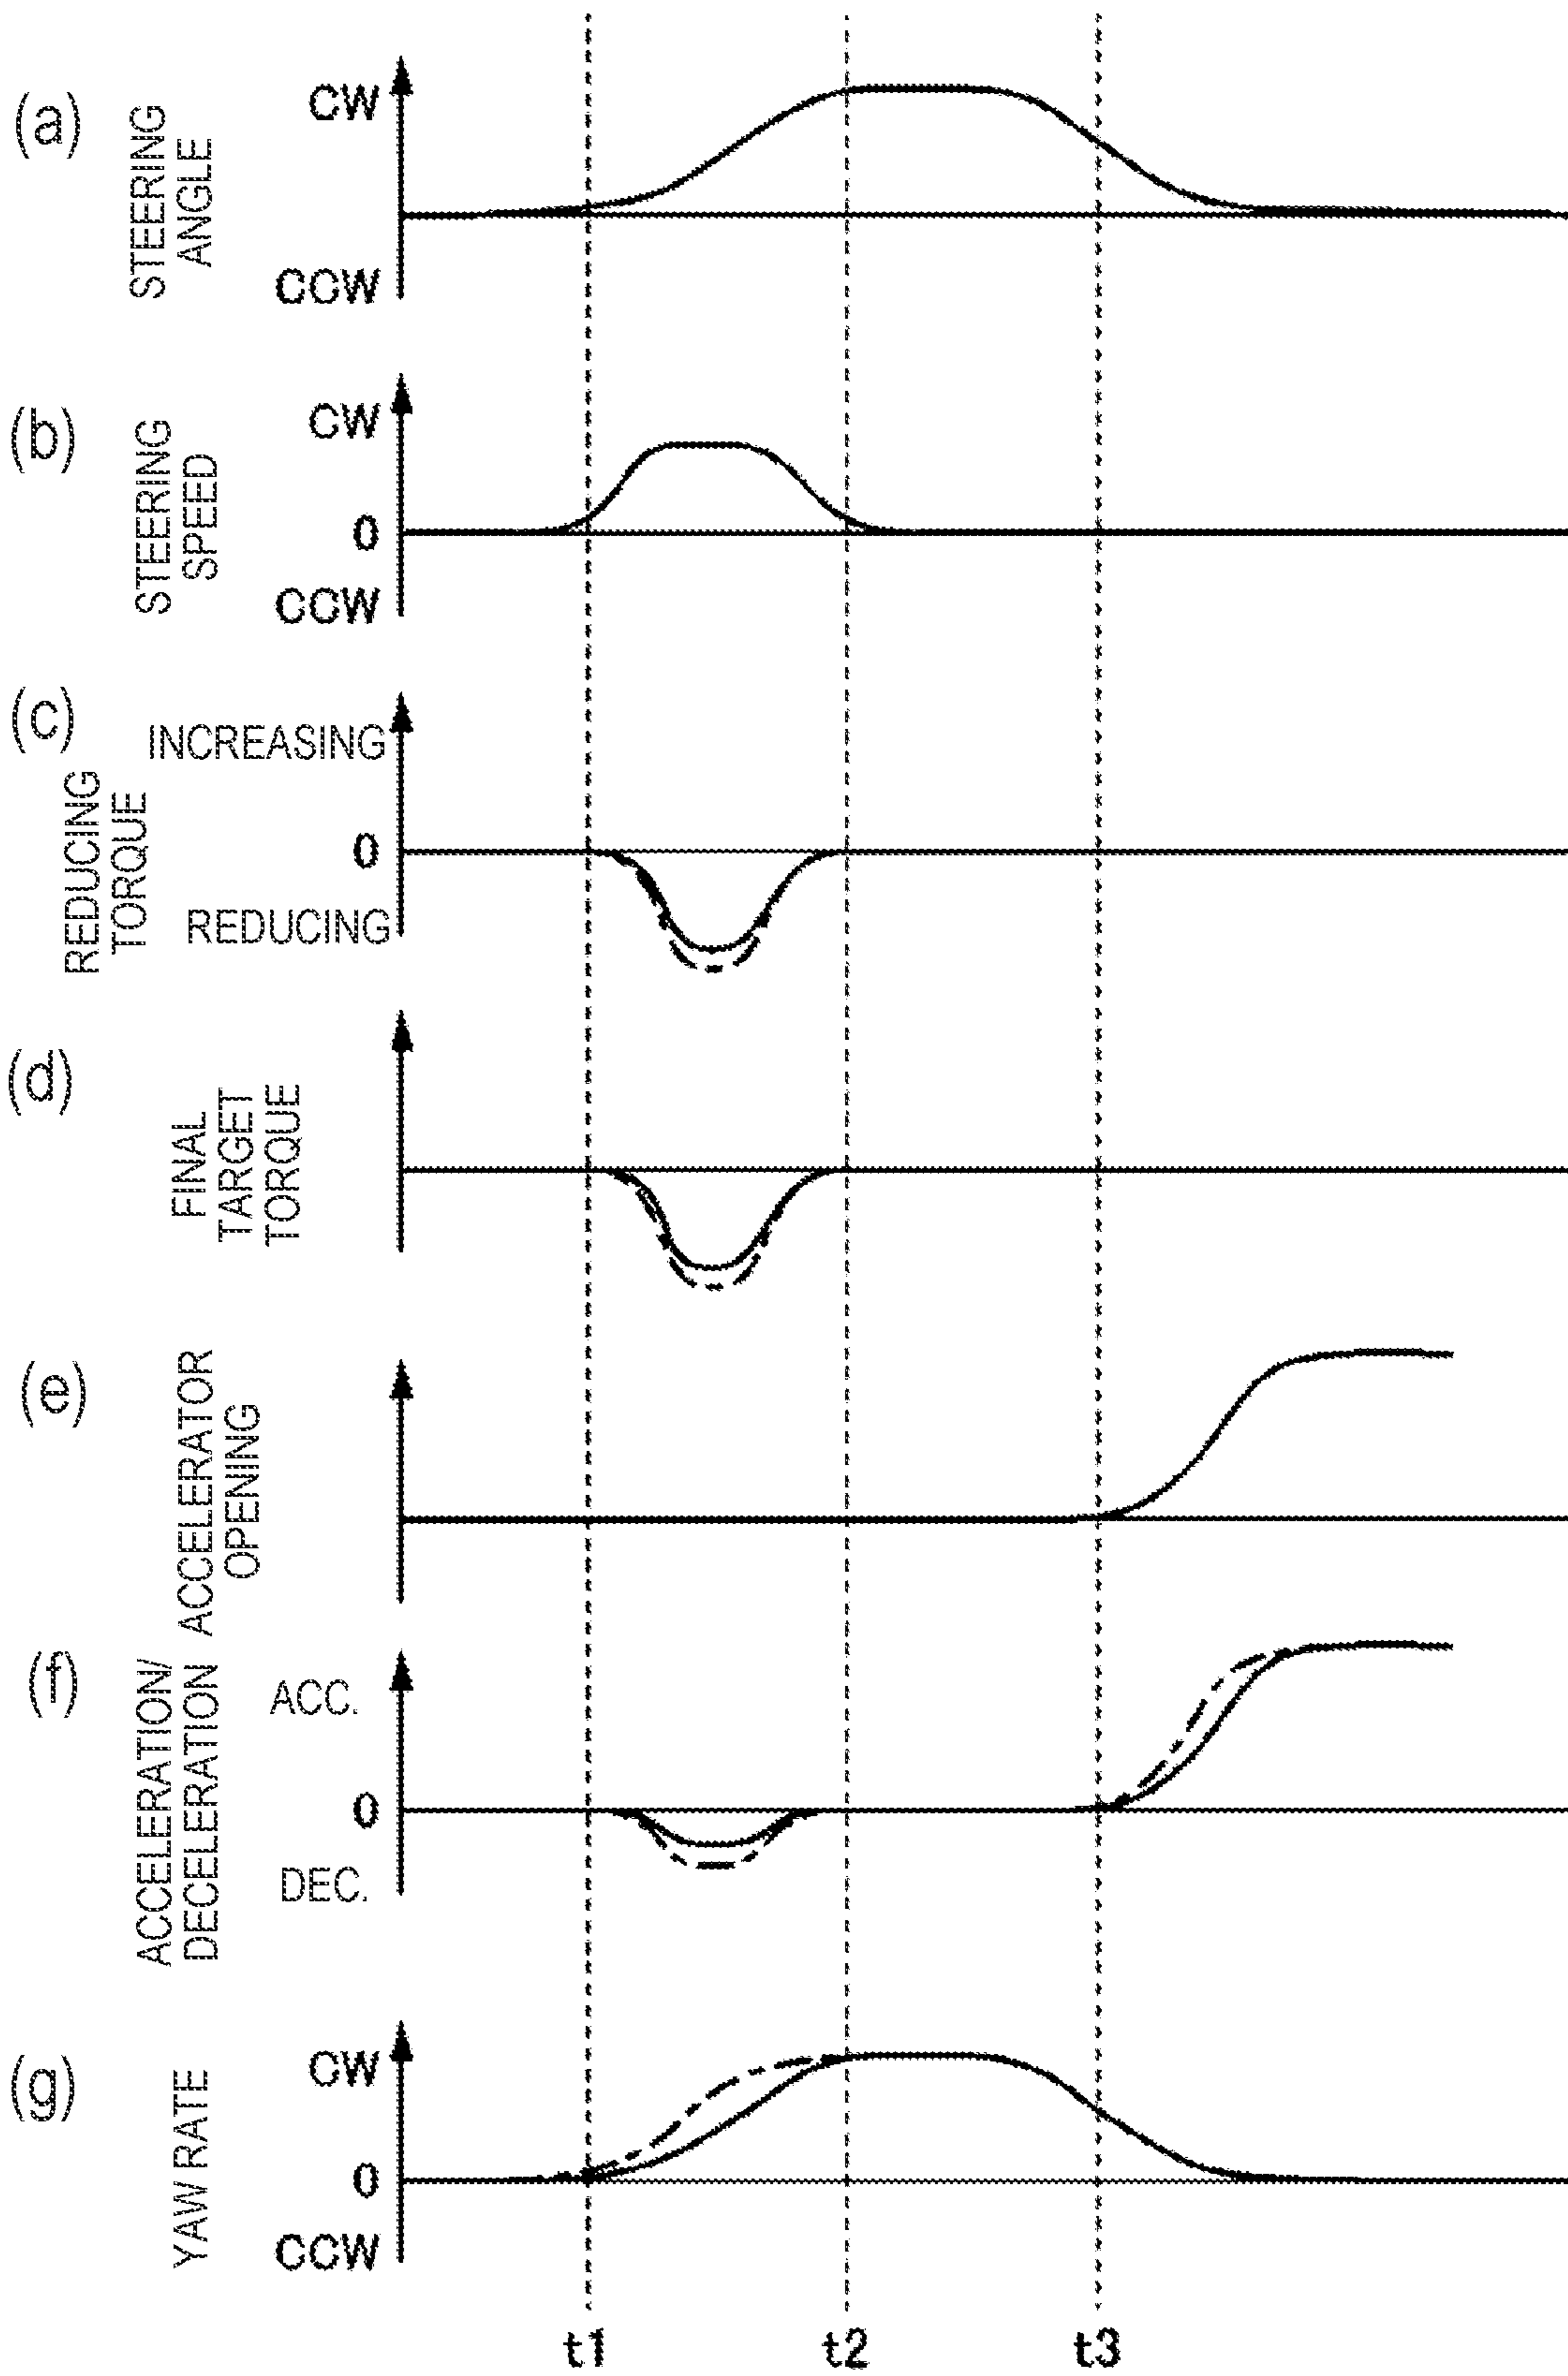 (a)
STEERING
ANGLE
CW
CCW
(b)
STEERING
SPEED
CW
0
CCW
(c)
REDUCING
TORQUE
INCREASING
0
REDUCING
(d)
FINAL
TARGET
TORQUE
(e)
ACCELERATOR
OPENING
(f)
ACCELERATION/
DECELERATION
ACC.
0
DEC.
(g)
YAW RATE
CW
0
CCW
t1
t2
t3